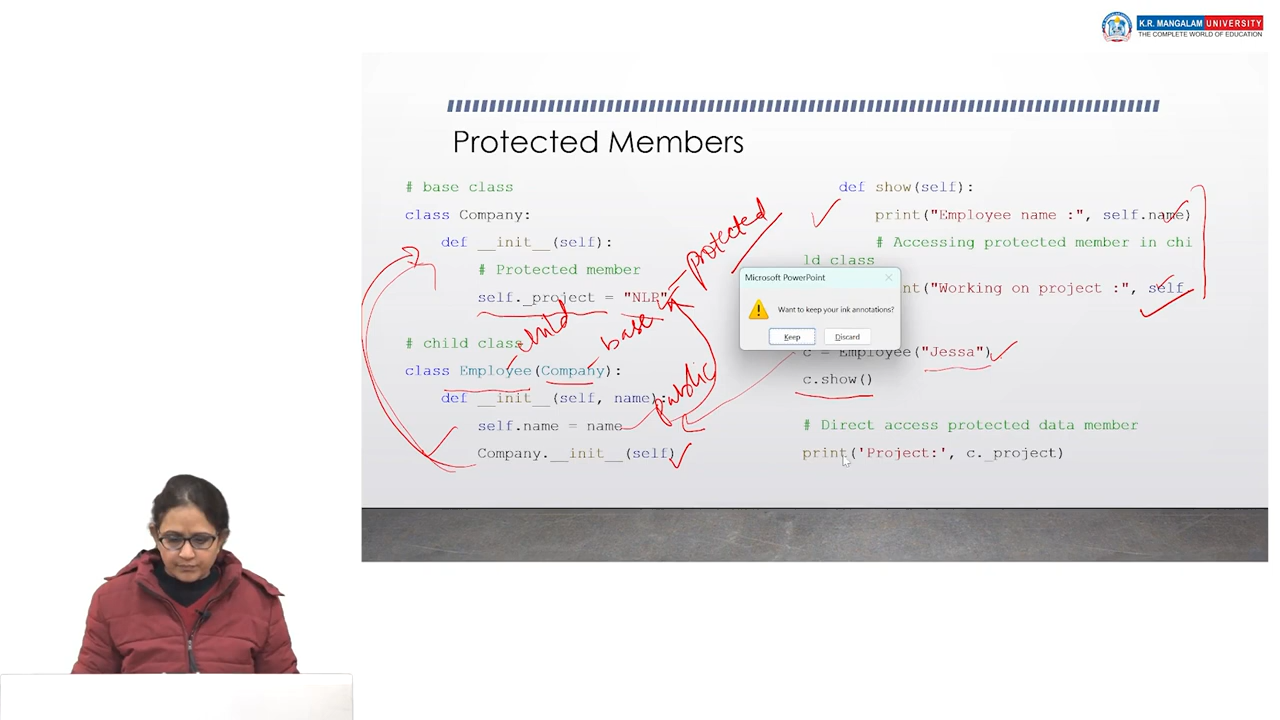 K.R. MANGALAM UNIVERSITY
THE COMPLETE WORLD OF EDUCATION
Protected Members
# base class
class Company:
def __init__(self):
# Protected member
self._project = "NLP"
protected
# child class
child
base
class Employee(Company):
def __init__(self, name):
public
self.name = name
Company.__init__(self)
def show(self):
print("Employee name :", self.name)
# Accessing protected member in chi
ld class
nt("Working on project :", self
Microsoft PowerPoint
Want to keep your ink annotations?
Keep
Discard
c = Employee("Jessa")
c.show()
# Direct access protected data member
print('Project:', c._project)